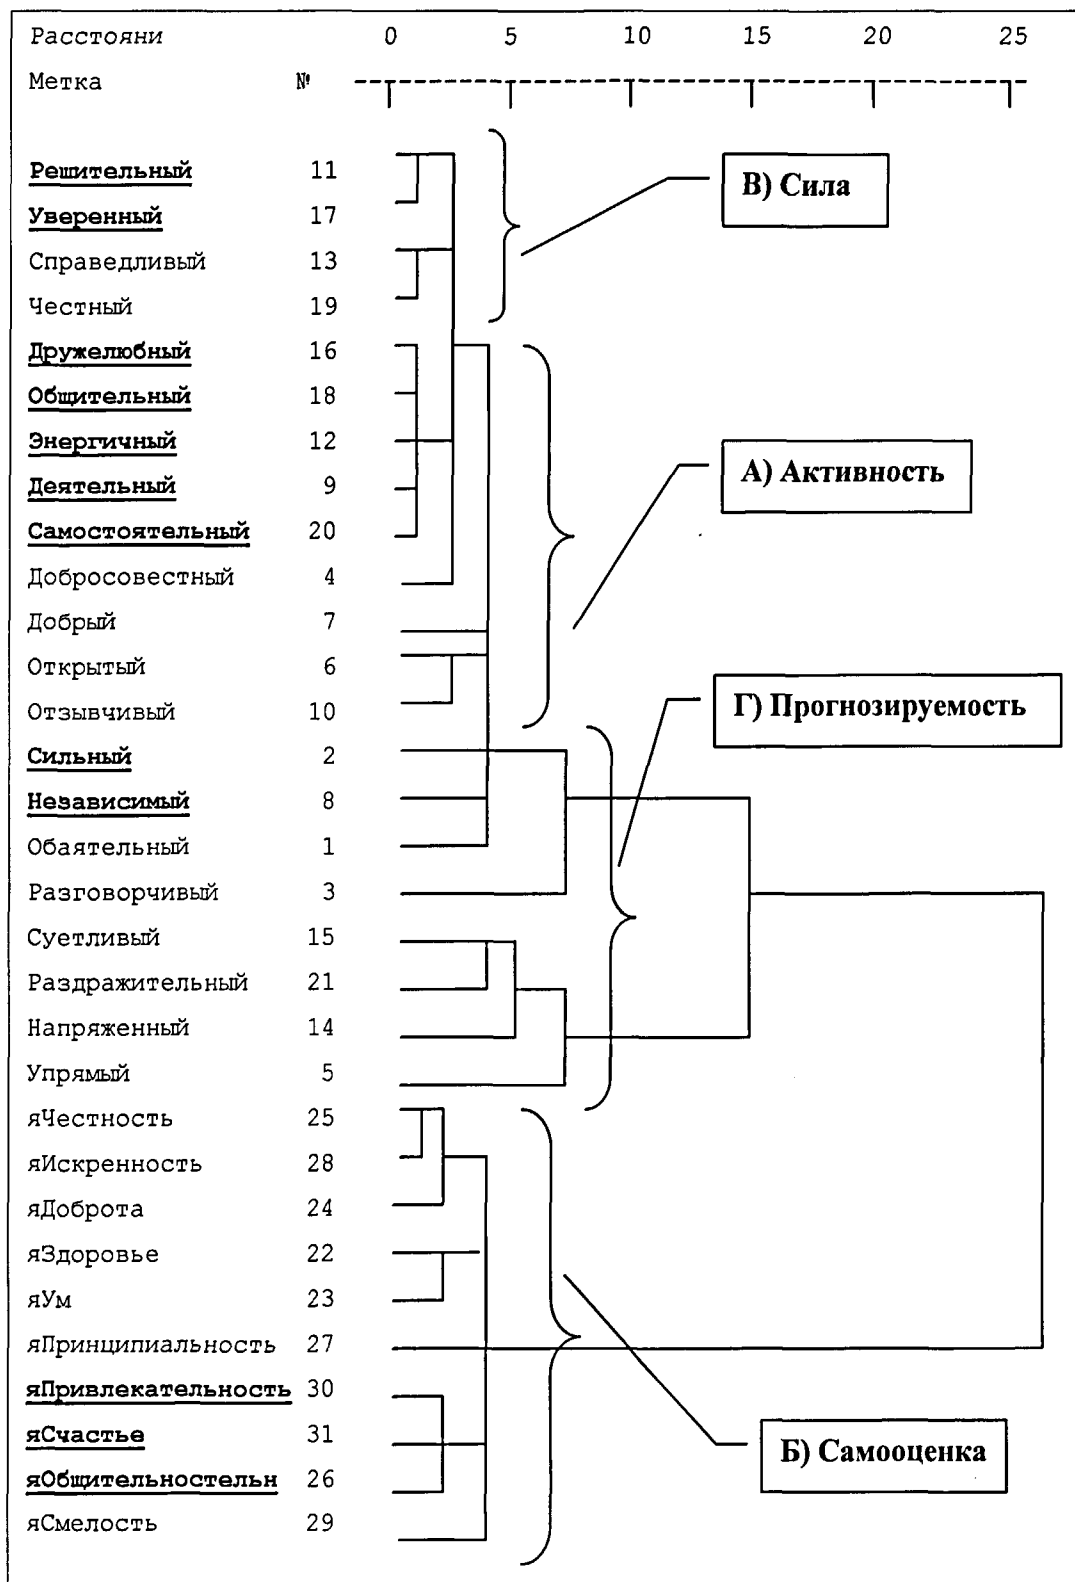 Расстояни 0 5 10 15 20 25
Метка №
Решительный 11
Уверенный 17
Справедливый 13
Честный 19
Дружелюбный 16
Общительный 18
Энергичный 12
Деятельный 9
Самостоятельный 20
Добросовестный 4
Добрый 7
Открытый 6
Отзывчивый 10
Сильный 2
Независимый 8
Обаятельный 1
Разговорчивый 3
Суетливый 15
Раздражительный 21
Напряженный 14
Упрямый 5
яЧестность 25
яИскренность 28
яДоброта 24
яЗдоровье 22
яУм 23
яПринципиальность 27
яПривлекательность 30
яСчастье 31
яОбщительностельн 26
яСмелость 29
В) Сила
А) Активность
Г) Прогнозируемость
Б) Самооценка